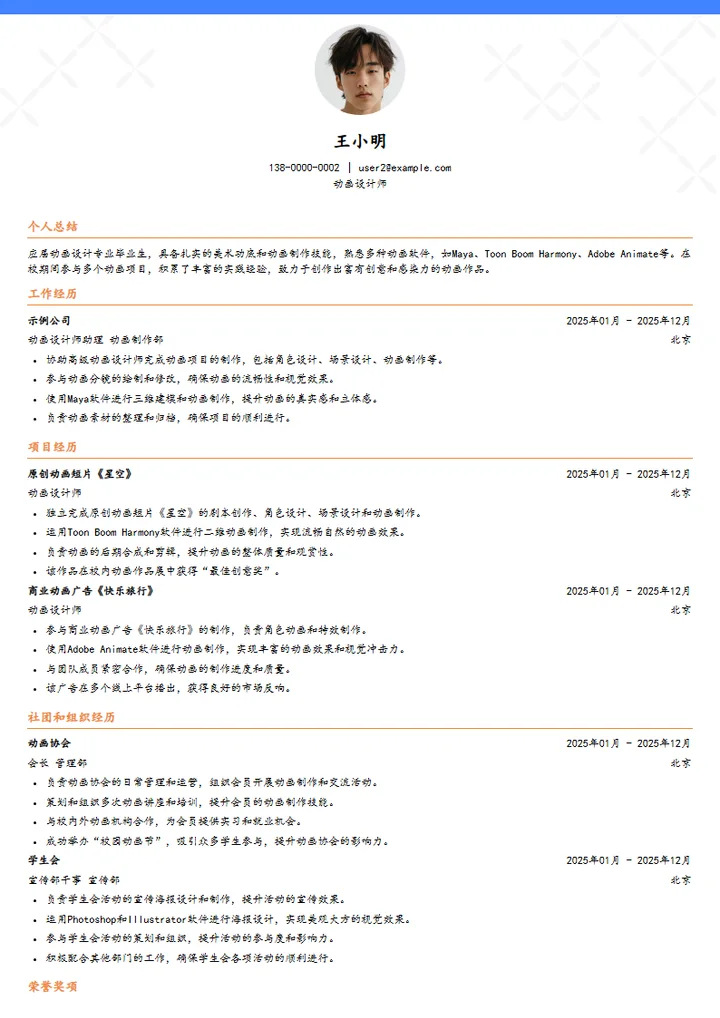 王小明
138-0000-0002 | user2@example.com
动画设计师
个人总结
应届动画设计专业毕业生，具备扎实的美术功底和动画制作技能，熟悉多种动画软件，如Maya、Toon Boom Harmony、Adobe Animate等。在
校期间参与多个动画项目，积累了丰富的实践经验，致力于创作出富有创意和感染力的动画作品。
工作经历
示例公司 2025年01月 - 2025年12月
动画设计师助理 动画制作部 北京
• 协助高级动画设计师完成动画项目的制作，包括角色设计、场景设计、动画制作等。
• 参与动画分镜的绘制和修改，确保动画的流畅性和视觉效果。
• 使用Maya软件进行三维建模和动画制作，提升动画的真实感和立体感。
• 负责动画素材的整理和归档，确保项目的顺利进行。
项目经历
原创动画短片《星空》 2025年01月 - 2025年12月
动画设计师 北京
• 独立完成原创动画短片《星空》的剧本创作、角色设计、场景设计和动画制作。
• 运用Toon Boom Harmony软件进行二维动画制作，实现流畅自然的动画效果。
• 负责动画的后期合成和剪辑，提升动画的整体质量和观赏性。
• 该作品在校内动画作品展中获得“最佳创意奖”。
商业动画广告《快乐旅行》 2025年01月 - 2025年12月
动画设计师 北京
• 参与商业动画广告《快乐旅行》的制作，负责角色动画和特效制作。
• 使用Adobe Animate软件进行动画制作，实现丰富的动画效果和视觉冲击力。
• 与团队成员紧密合作，确保动画的制作进度和质量。
• 该广告在多个线上平台播出，获得良好的市场反响。
社团和组织经历
动画协会 2025年01月 - 2025年12月
会长 管理部 北京
• 负责动画协会的日常管理和运营，组织会员开展动画制作和交流活动。
• 策划和组织多次动画讲座和培训，提升会员的动画制作技能。
• 与校内外动画机构合作，为会员提供实习和就业机会。
• 成功举办“校园动画节”，吸引众多学生参与，提升动画协会的影响力。
学生会 2025年01月 - 2025年12月
宣传部干事 宣传部 北京
• 负责学生会活动的宣传海报设计和制作，提升活动的宣传效果。
• 运用Photoshop和Illustrator软件进行海报设计，实现美观大方的视觉效果。
• 参与学生会活动的策划和组织，提升活动的参与度和影响力。
• 积极配合其他部门的工作，确保学生会各项活动的顺利进行。
荣誉奖项